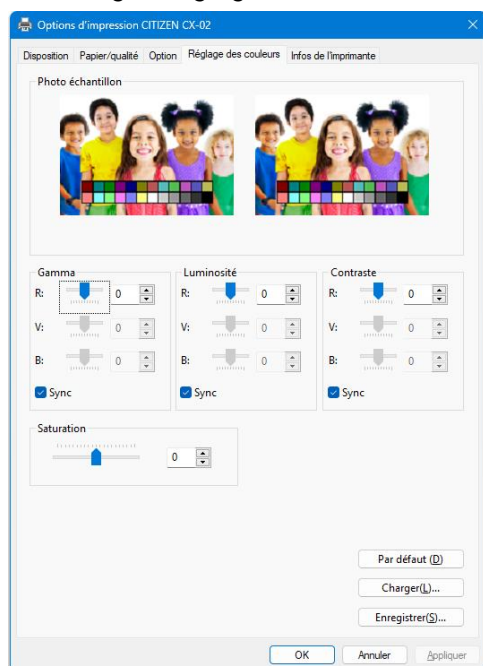 Options d'impression CITIZEN CX-02
Disposition Papier/qualité Option Réglage des couleurs Infos de l'imprimante
Photo échantillon
Gamma Luminosité Contraste
R: 0 R: 0 R: 0
V: 0 V: 0 V: 0
B: 0 B: 0 B: 0
Sync Sync Sync
Saturation
0
Par défaut (D)
Charger(L)...
Enregistrer(S)...
OK Annuler Appliquer